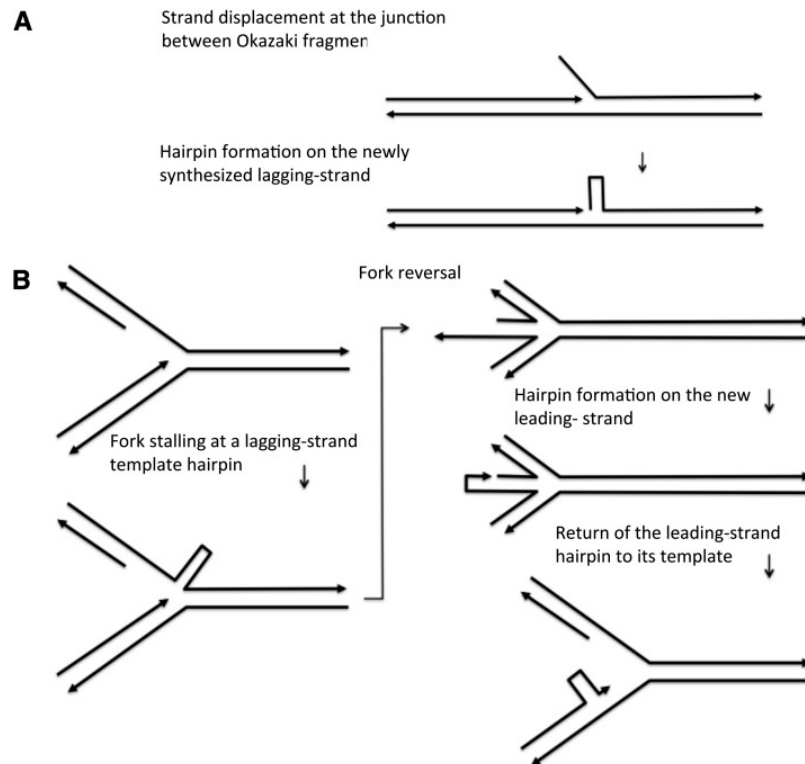 A
Strand displacement at the junction
between Okazaki fragmen
Hairpin formation on the newly
synthesized lagging-strand
B
Fork reversal
Fork stalling at a lagging-strand
template hairpin
Hairpin formation on the new
leading- strand
Return of the leading-strand
hairpin to its template